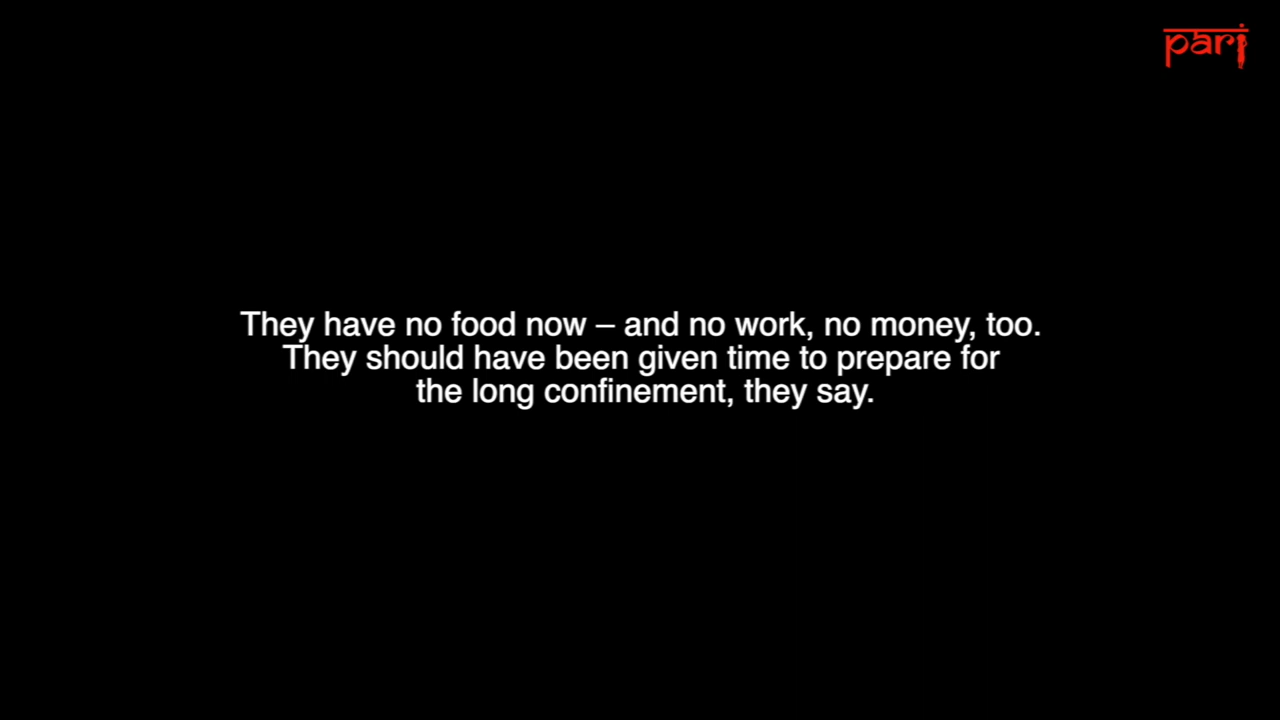 pari
They have no food now – and no work, no money, too.
They should have been given time to prepare for
the long confinement, they say.